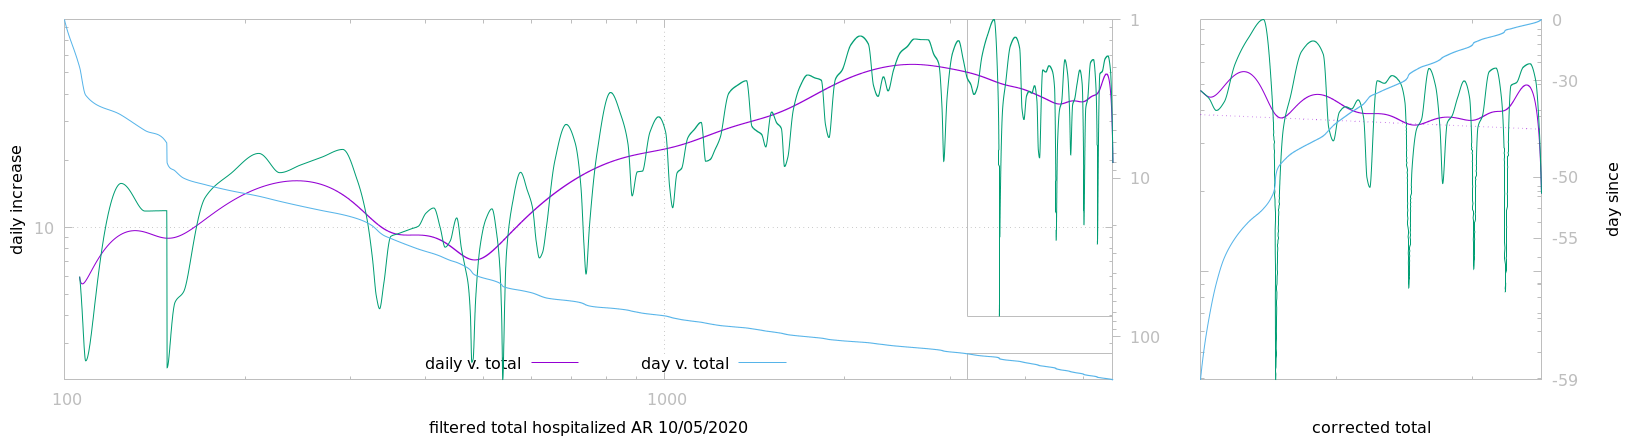 daily increase
10
100
1000
1
10
100
daily v. total
day v. total
filtered total hospitalized AR 10/05/2020
0
-30
-50
-55
-59
day since
corrected total